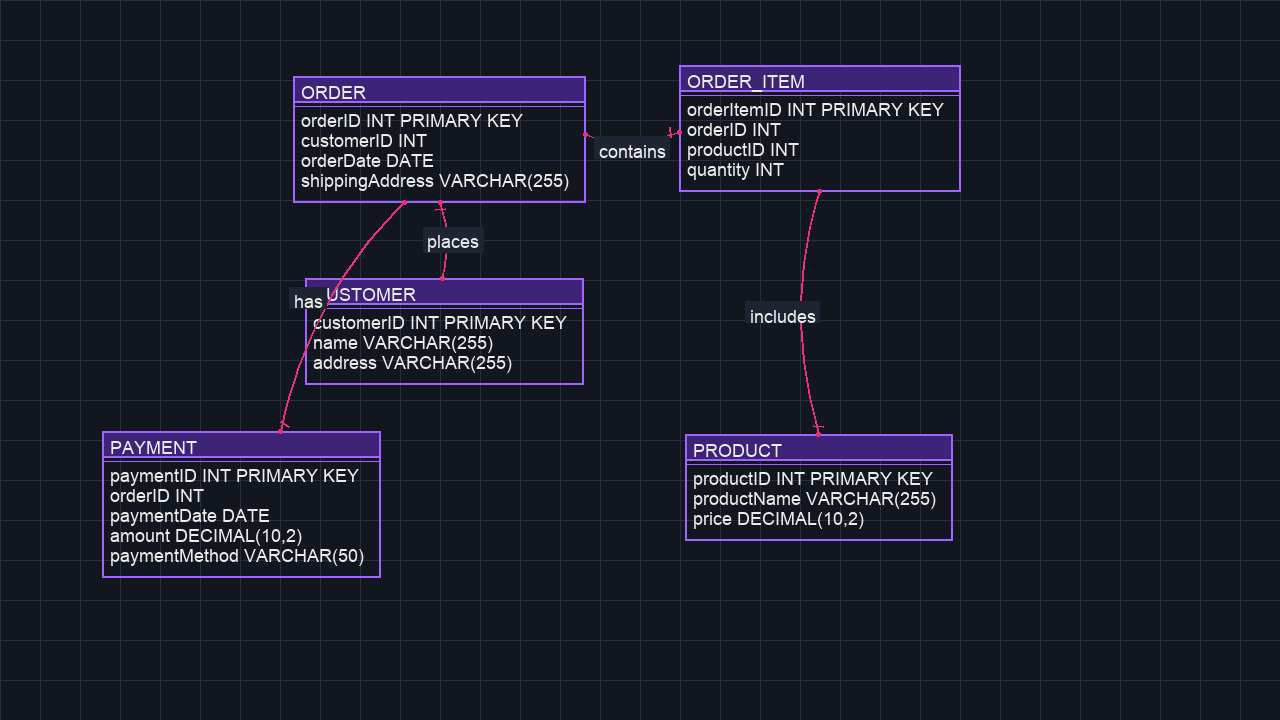 ORDER
orderID INT PRIMARY KEY
customerID INT
orderDate DATE
shippingAddress VARCHAR(255)
contains
ORDER_ITEM
orderItemID INT PRIMARY KEY
orderID INT
productID INT
quantity INT
places
has
USTOMER
customerID INT PRIMARY KEY
name VARCHAR(255)
address VARCHAR(255)
includes
PAYMENT
paymentID INT PRIMARY KEY
orderID INT
paymentDate DATE
amount DECIMAL(10,2)
paymentMethod VARCHAR(50)
PRODUCT
productID INT PRIMARY KEY
productName VARCHAR(255)
price DECIMAL(10,2)